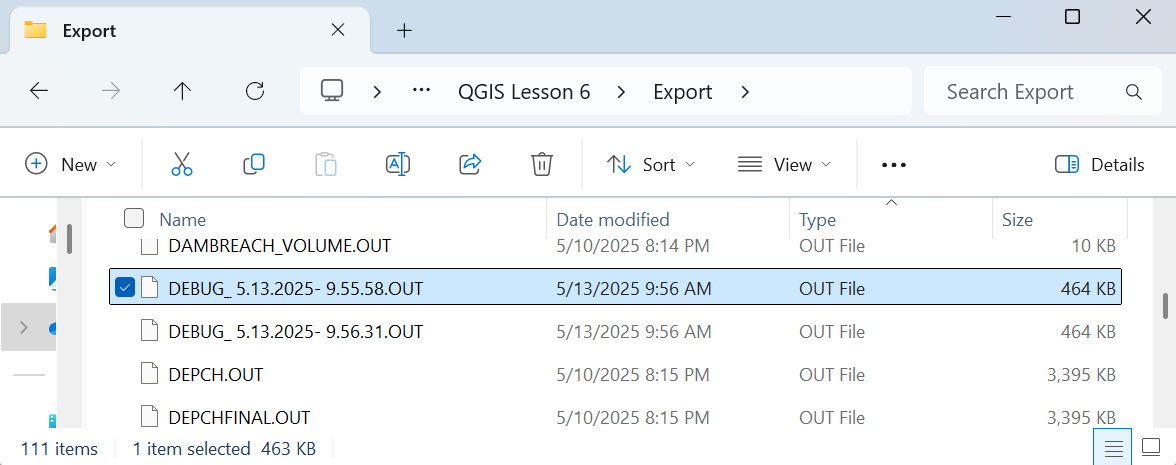 Export
... QGIS Lesson 6 > Export >
Search Export
New
Sort
View
Details
Name Date modified Type Size
DAMBREACH_VOLUME.OUT 5/10/2025 8:14 PM OUT File 10 KB
DEBUG_ 5.13.2025- 9.55.58.OUT 5/13/2025 9:56 AM OUT File 464 KB
DEBUG_ 5.13.2025- 9.56.31.OUT 5/13/2025 9:56 AM OUT File 464 KB
DEPCH.OUT 5/10/2025 8:15 PM OUT File 3,395 KB
DEPCHFINAL.OUT 5/10/2025 8:15 PM OUT File 3,395 KB
111 items 1 item selected 463 KB